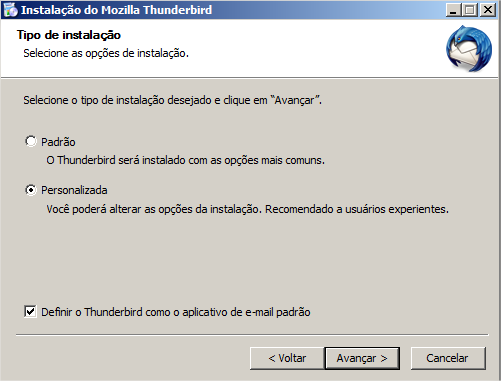 Instalação do Mozilla Thunderbird
Tipo de instalação
Selecione as opções de instalação.
Selecione o tipo de instalação desejado e clique em “Avançar”.
Padrão
O Thunderbird será instalado com as opções mais comuns.
Personalizada
Você poderá alterar as opções da instalação. Recomendado a usuários experientes.
Definir o Thunderbird como o aplicativo de e-mail padrão
< Voltar Avançar > Cancelar